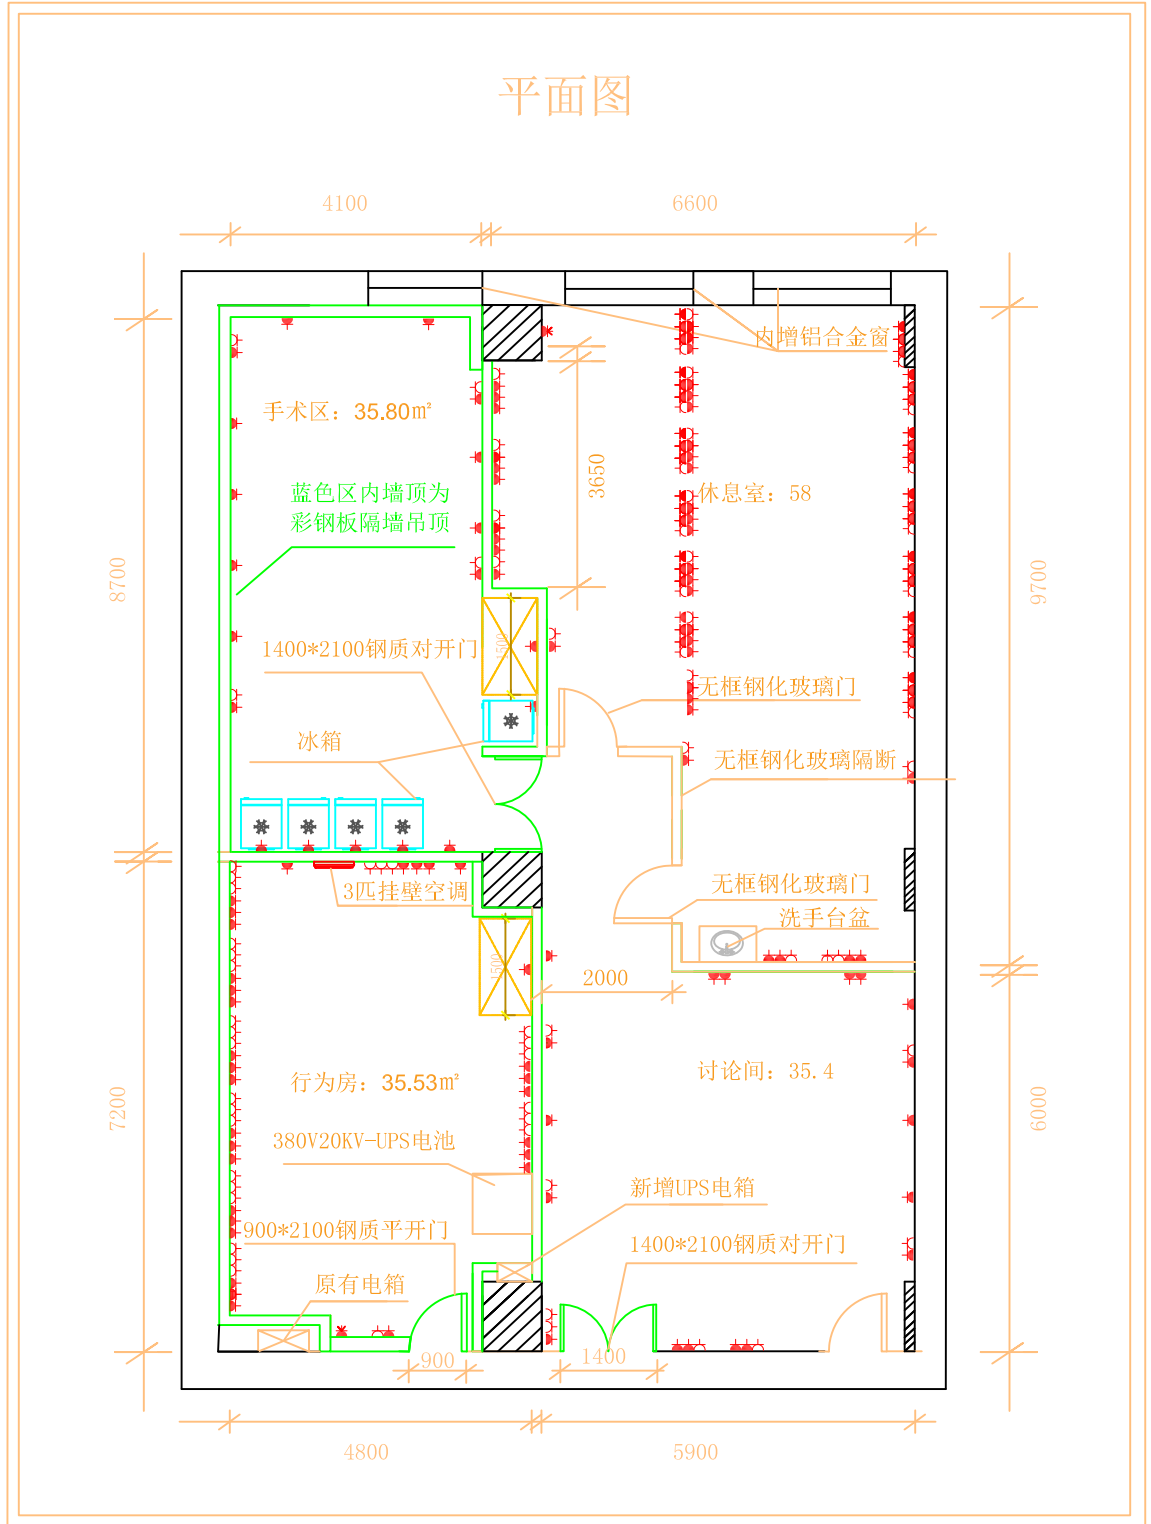 平面图
4100
6600
内增铝合金窗
手术区：35.80㎡
3650
休息室：58
蓝色区内墙顶为
彩钢板隔墙吊顶
8700
9700
1400*2100钢质对开门
1500
无框钢化玻璃门
冰箱
无框钢化玻璃隔断
3匹挂壁空调
无框钢化玻璃门
洗手台盆
1500
2000
行为房：35.53㎡
讨论间：35.4
7200
6000
380V20KV-UPS电池
新增UPS电箱
900*2100钢质平开门
1400*2100钢质对开门
原有电箱
900
1400
4800
5900